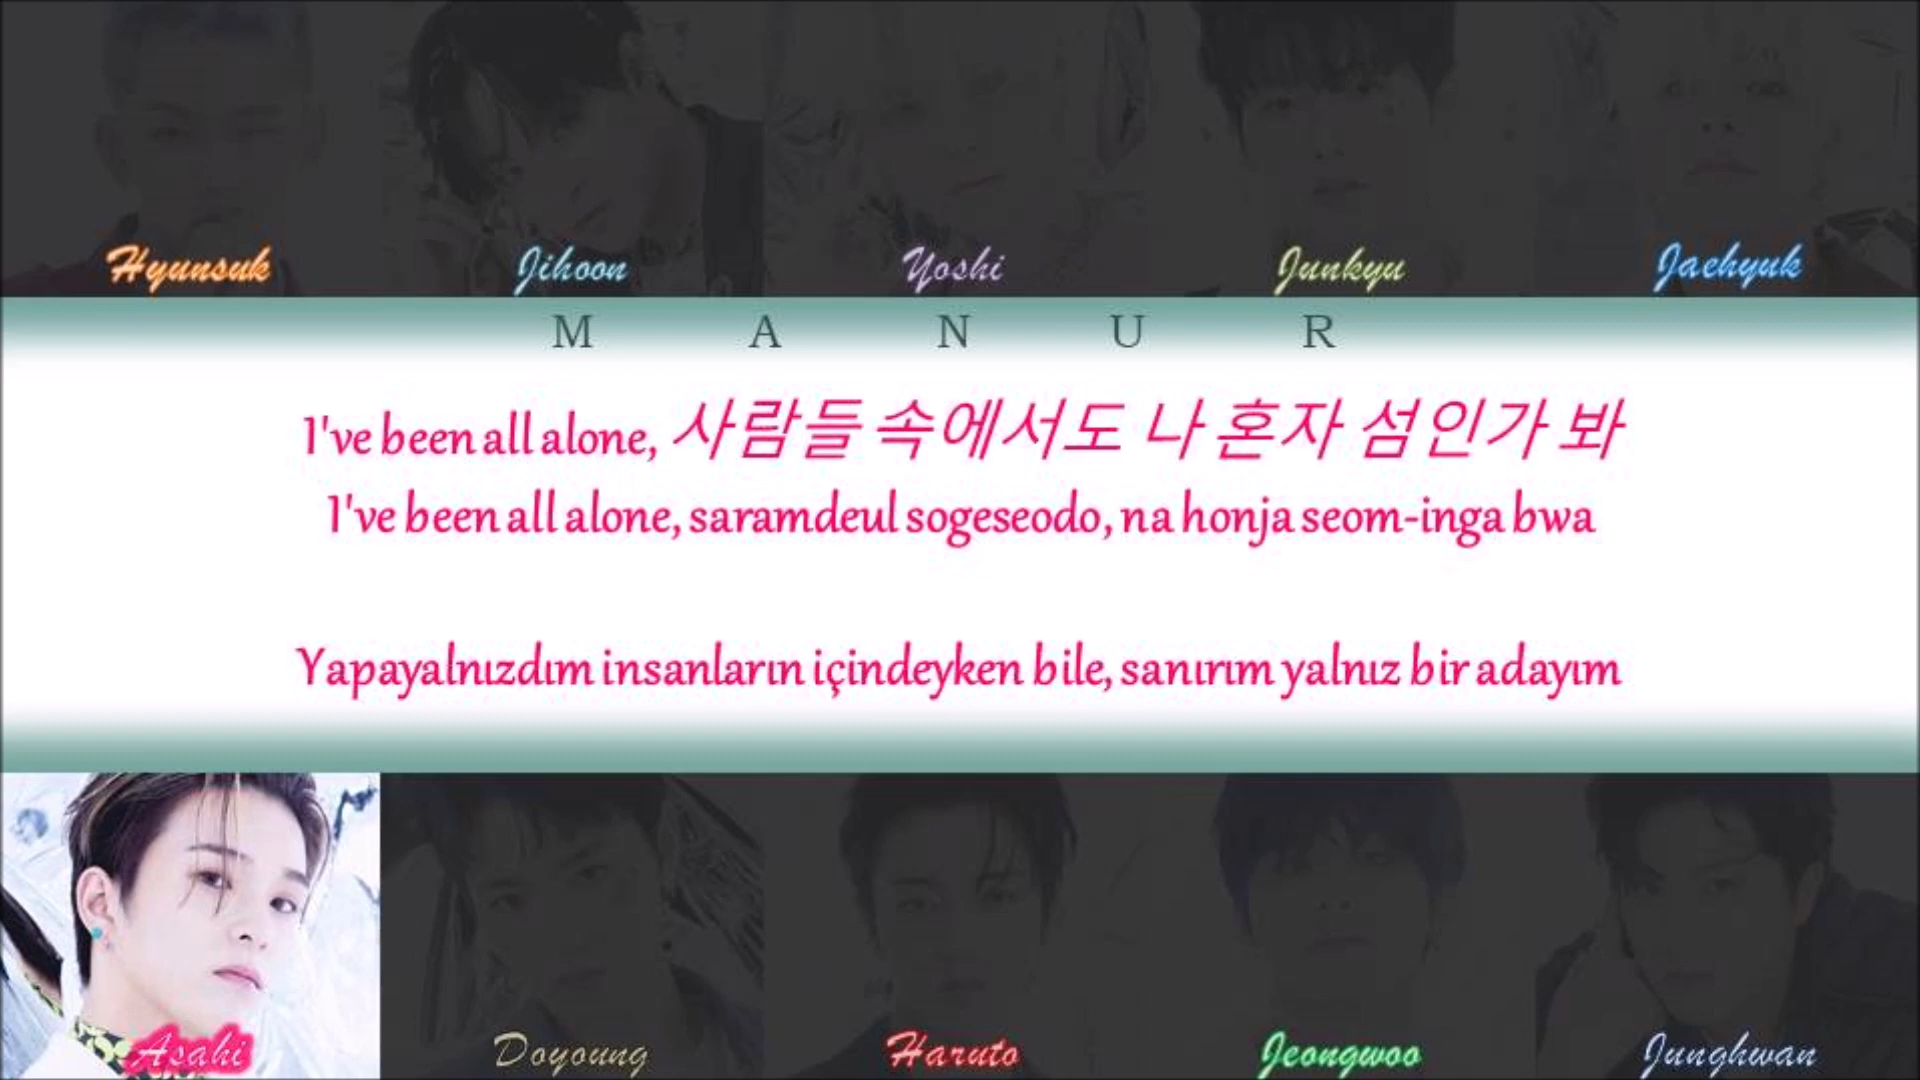 Hyunsuk Jihoon Yoshi Junkyu Jaehyuk
M A N U R
I've been all alone, 사람들 속에서도 나 혼자 섬인가 봐
I've been all alone, saramdeul sogeseodo, na honja seom-inga bwa
Yapayalnızdım insanların içindeyken bile, sanırım yalnız bir adayım
Asahi Doyoung Haruto Jeongwoo Junghwan